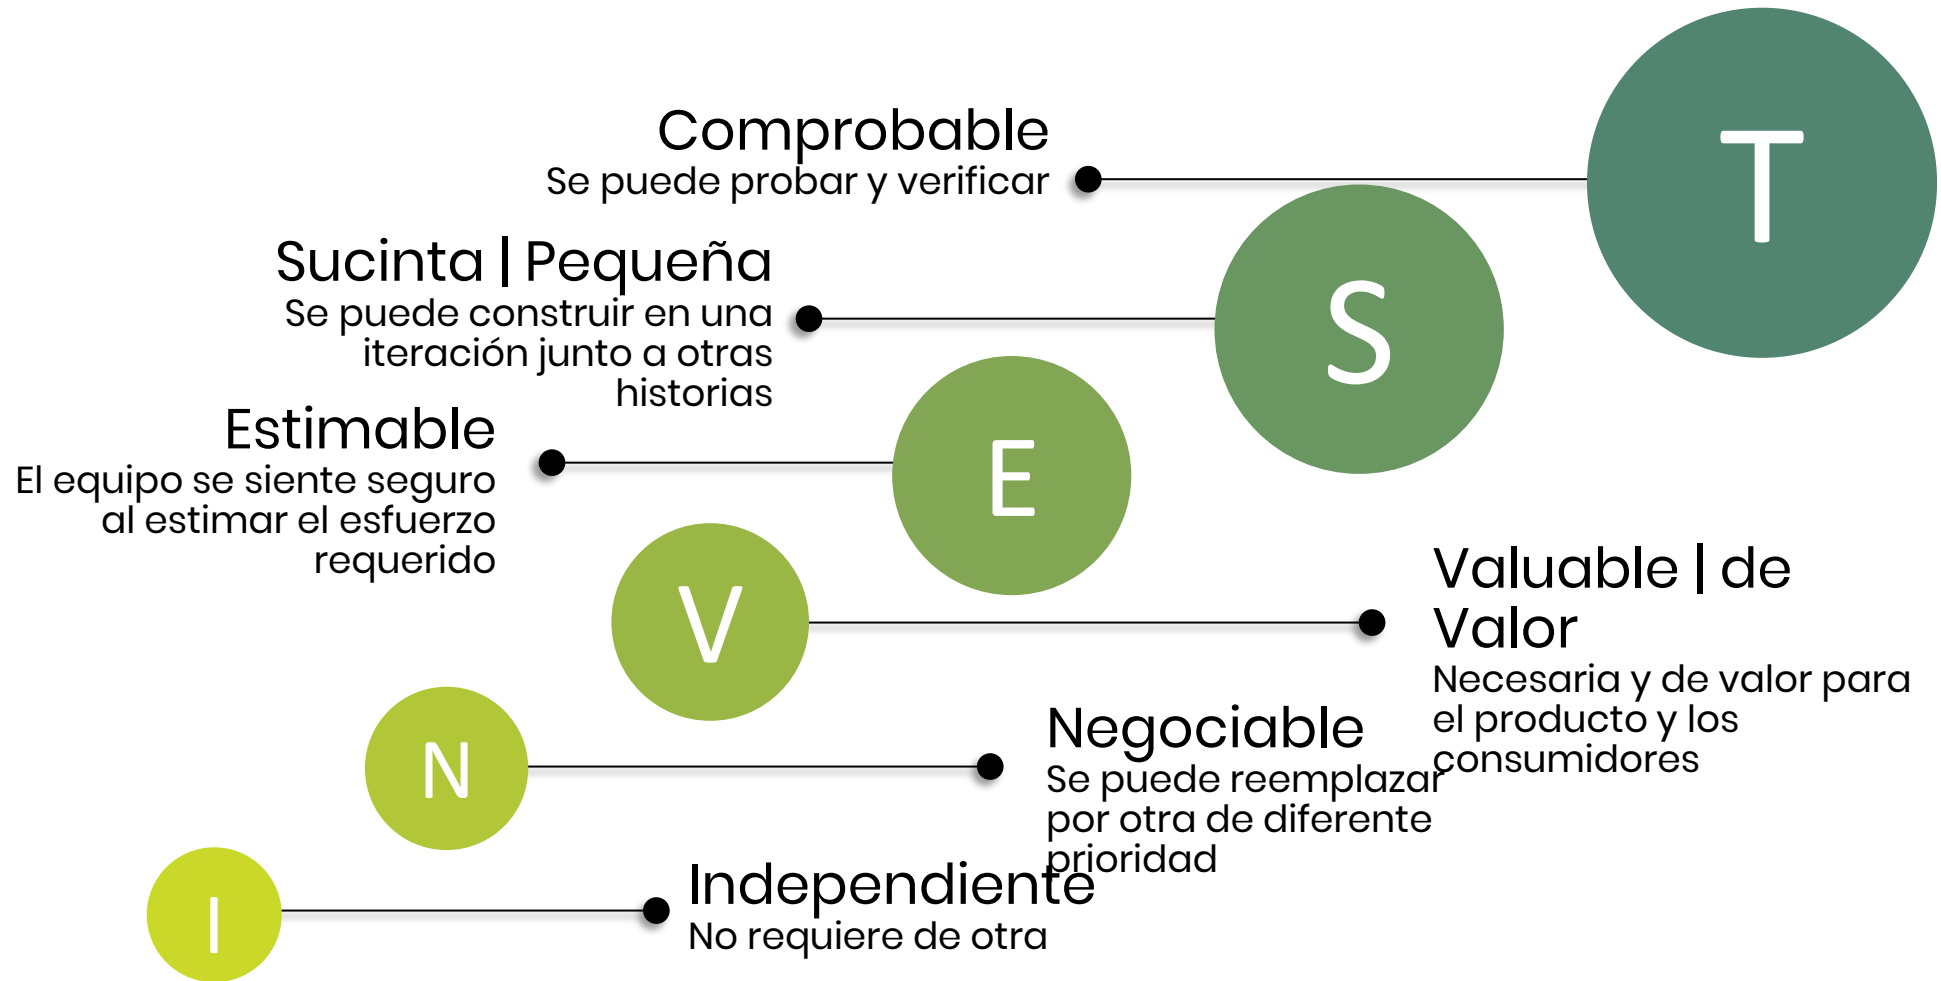 T
Comprobable
Se puede probar y verificar
S
Sucinta | Pequeña
Se puede construir en una
iteración junto a otras
historias
E
Estimable
El equipo se siente seguro
al estimar el esfuerzo
requerido
V
Valuable | de
Valor
Necesaria y de valor para
el producto y los
consumidores
N
Negociable
Se puede reemplazar
por otra de diferente
prioridad
I
Independiente
No requiere de otra